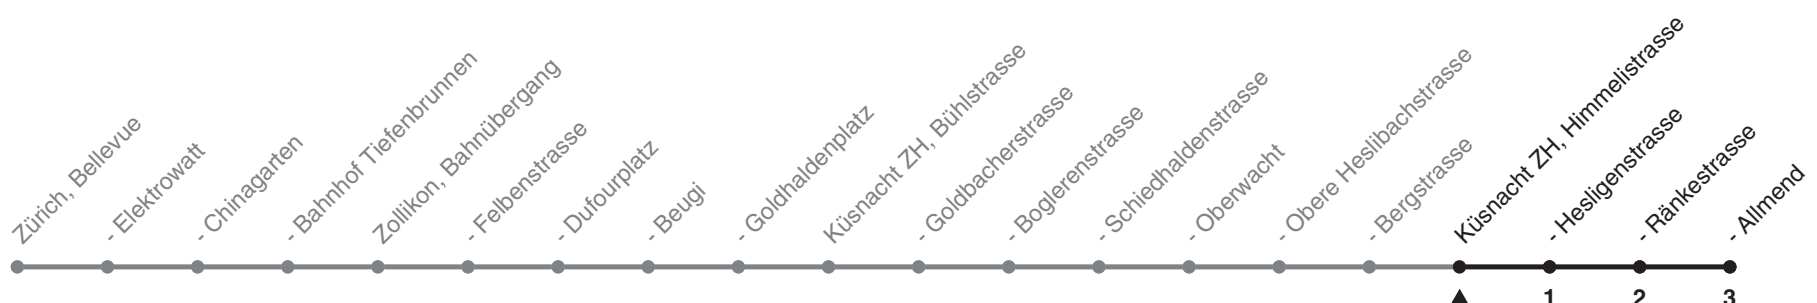 Zürich, Bellevue
- Elektrowatt
- Chinagarten
- Bahnhof Tiefenbrunnen
Zollikon, Bahnübergang
- Felbenstrasse
- Dufourplatz
- Beugi
- Goldhaldenplatz
Küsnacht ZH, Bühlstrasse
- Goldbacherstrasse
- Boglerenstrasse
- Schiedhaldenstrasse
- Oberwacht
- Obere Heslibachstrasse
- Bergstrasse
Küsnacht ZH, Himmelistrasse
- Hesligenstrasse
- Ränkestrasse
- Allmend
1 2 3